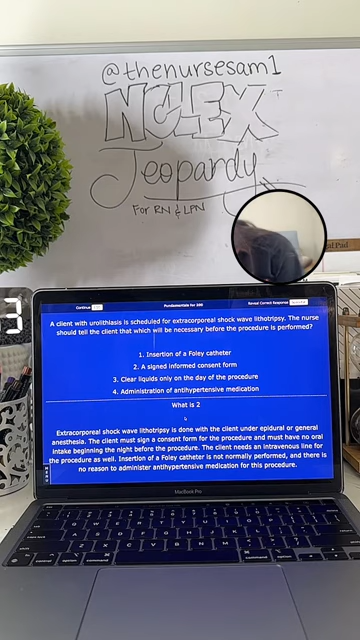 @thenursesam1
NCLEX
Jeopardy
For RN & LPN
Pad
3
Continue
Fundamentals for 200
Reveal Correct Response
A client with urolithiasis is scheduled for extracorporeal shock wave lithotripsy. The nurse
should tell the client that which will be necessary before the procedure is performed?
1. Insertion of a Foley catheter
2. A signed informed consent form
3. Clear liquids only on the day of the procedure
4. Administration of antihypertensive medication
What is 2
Extracorporeal shock wave lithotripsy is done with the client under epidural or general
anesthesia. The client must sign a consent form for the procedure and must have no oral
intake beginning the night before the procedure. The client needs an intravenous line for
the procedure as well. Insertion of a Foley catheter is not normally performed, and there is
no reason to administer antihypertensive medication for this procedure.
MacBook Pro